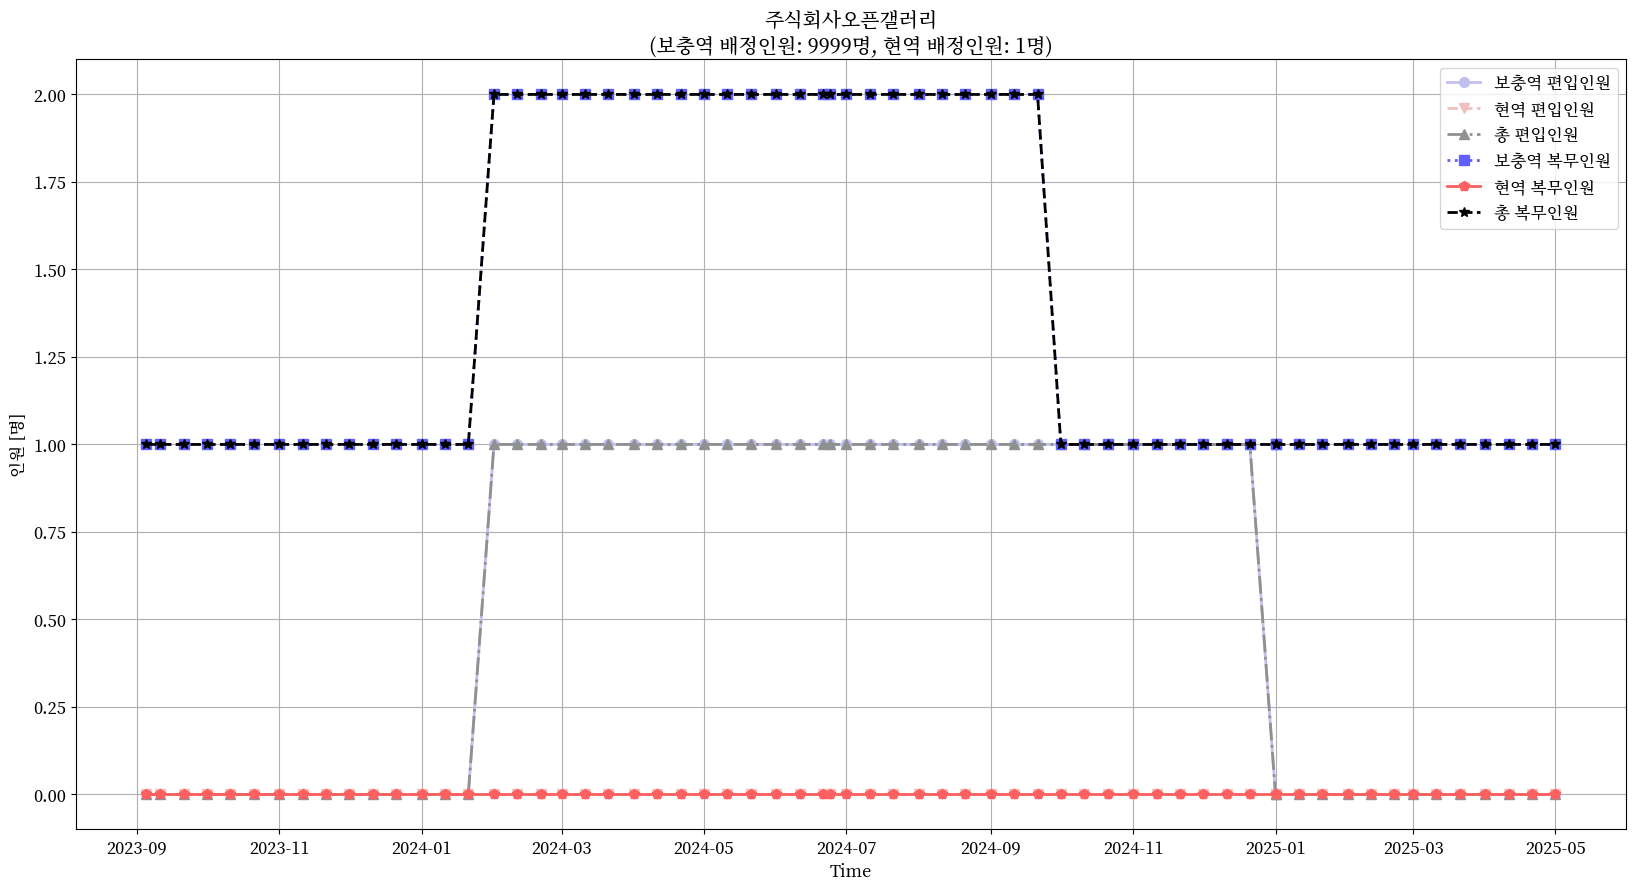 주식회사오픈갤러리
(보충역 배정인원: 9999명, 현역 배정인원: 1명)
보충역 편입인원
현역 편입인원
총 편입인원
보충역 복무인원
현역 복무인원
총 복무인원
인원 [명]
2.00
1.75
1.50
1.25
1.00
0.75
0.50
0.25
0.00
2023-09 2023-11 2024-01 2024-03 2024-05 2024-07 2024-09 2024-11 2025-01 2025-03 2025-05
Time